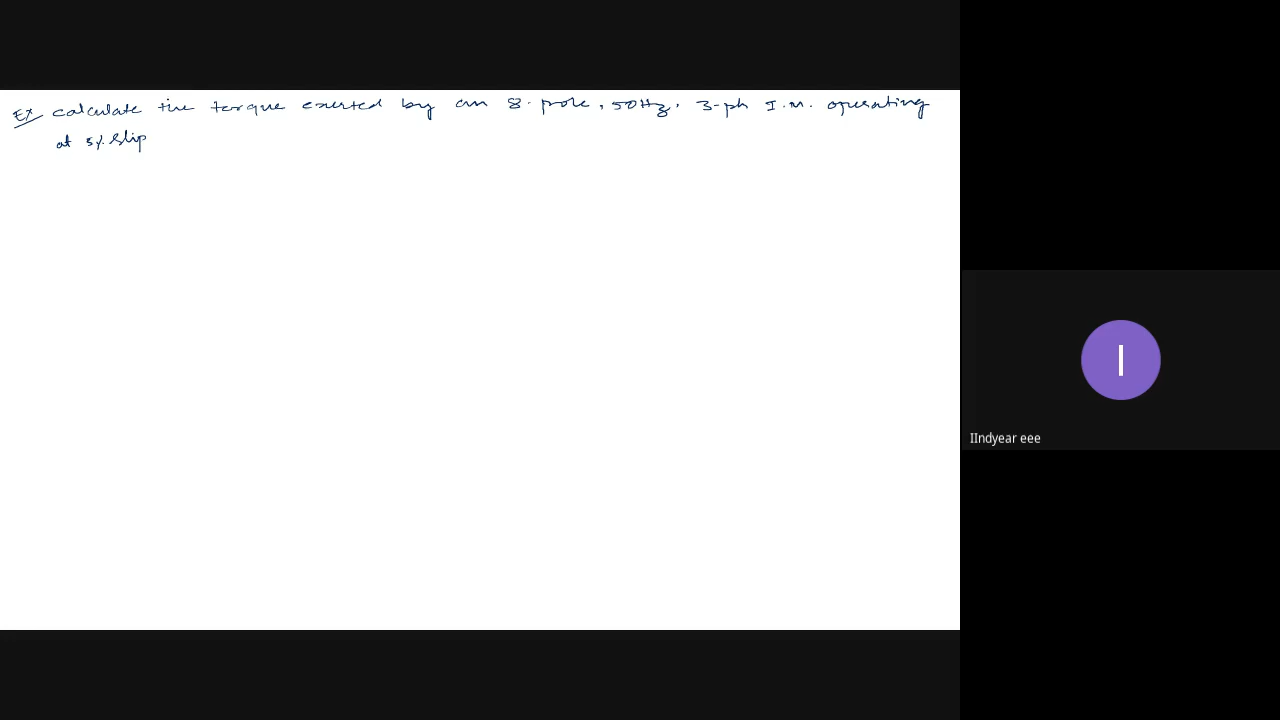 Ex calculate the torque exerted by an 8-pole, 50Hz, 3-ph I.M. operating
at 5% slip
I
IIndyear eee